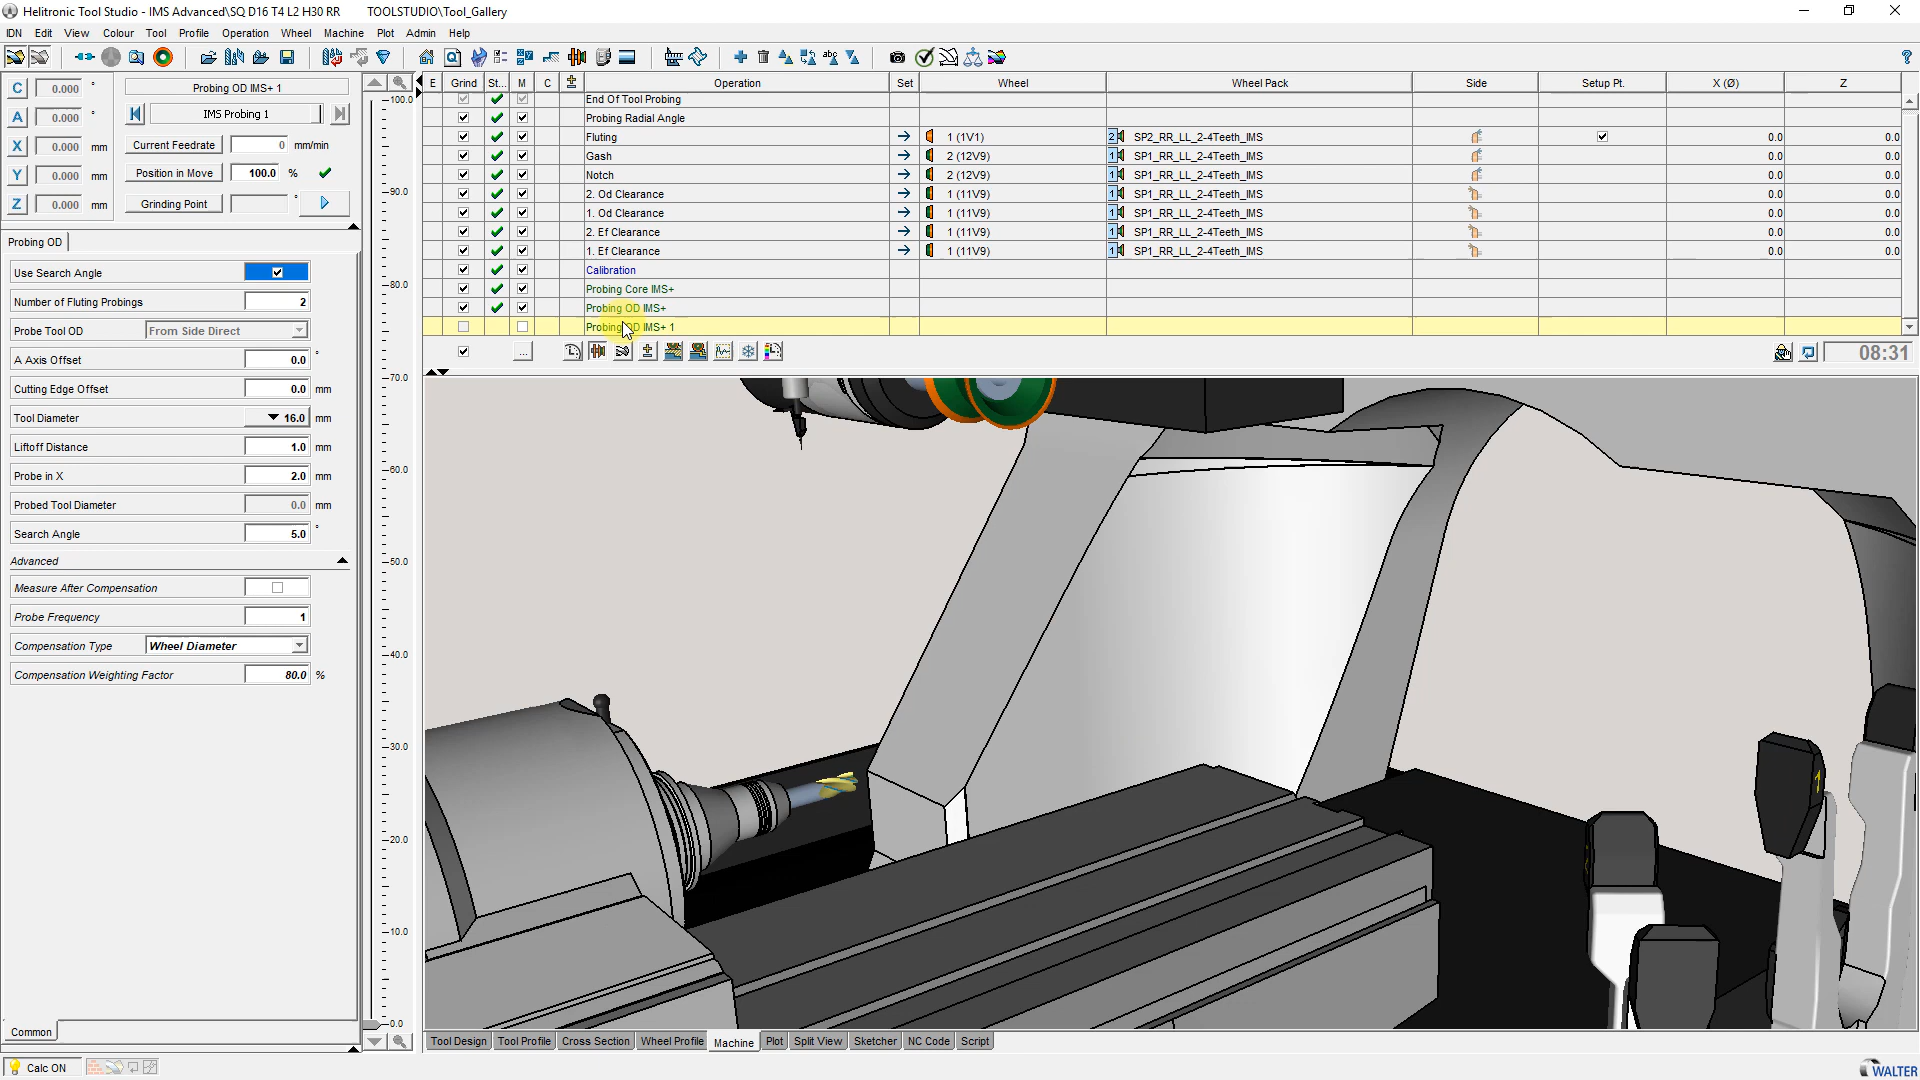 Helitronic Tool Studio - IMS Advanced\SQ D16 T4 L2 H30 RR TOOLSTUDIO\Tool_Gallery
IDN Edit View Colour Tool Profile Operation Wheel Machine Plot Admin Help
C 0.000 °
A 0.000 °
X 0.000 mm
Y 0.000 mm
Z 0.000 mm
Probing OD IMS+ 1
IMS Probing 1
Current Feedrate 0 mm/min
Position in Move 100.0 %
Grinding Point °
Probing OD
Use Search Angle
Number of Fluting Probings 2
Probe Tool OD From Side Direct
A Axis Offset 0.0 °
Cutting Edge Offset 0.0 mm
Tool Diameter 16.0 mm
Liftoff Distance 1.0 mm
Probe in X 2.0 mm
Probed Tool Diameter 0.0 mm
Search Angle 5.0 °
Advanced
Measure After Compensation
Probe Frequency 1
Compensation Type Wheel Diameter
Compensation Weighting Factor 80.0 %
Common
Calc ON
100.0
90.0
80.0
70.0
60.0
50.0
40.0
30.0
20.0
10.0
0.0
E Grind St... M C ± Operation Set Wheel Wheel Pack Side Setup Pt. X (Ø) Z
End Of Tool Probing
Probing Radial Angle
Fluting 1 (1V1) 2 SP2_RR_LL_2-4Teeth_IMS 0.0 0.0
Gash 2 (12V9) 1 SP1_RR_LL_2-4Teeth_IMS 0.0 0.0
Notch 2 (12V9) 1 SP1_RR_LL_2-4Teeth_IMS 0.0 0.0
2. Od Clearance 1 (11V9) 1 SP1_RR_LL_2-4Teeth_IMS 0.0 0.0
1. Od Clearance 1 (11V9) 1 SP1_RR_LL_2-4Teeth_IMS 0.0 0.0
2. Ef Clearance 1 (11V9) 1 SP1_RR_LL_2-4Teeth_IMS 0.0 0.0
1. Ef Clearance 1 (11V9) 1 SP1_RR_LL_2-4Teeth_IMS 0.0 0.0
Calibration
Probing Core IMS+
Probing OD IMS+
Probing OD IMS+ 1
... 08:31
Tool Design Tool Profile Cross Section Wheel Profile Machine Plot Split View Sketcher NC Code Script
WALTER